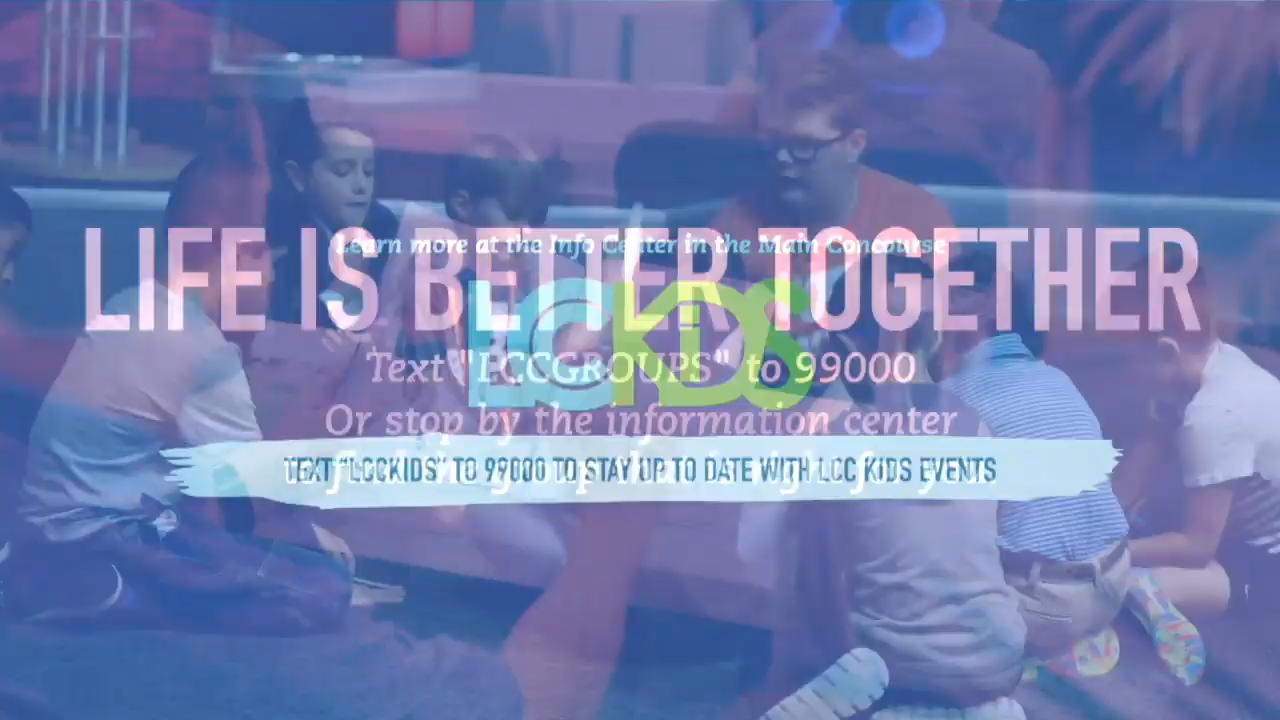 Learn more at the Info Center in the Main Concourse
LIFE IS BETTER TOGETHER
LCKIDS
Text "LCCGROUPS" to 99000
Or stop by the information center
TEXT "LCCKIDS" TO 99000 TO STAY UP TO DATE WITH LCC KIDS EVENTS